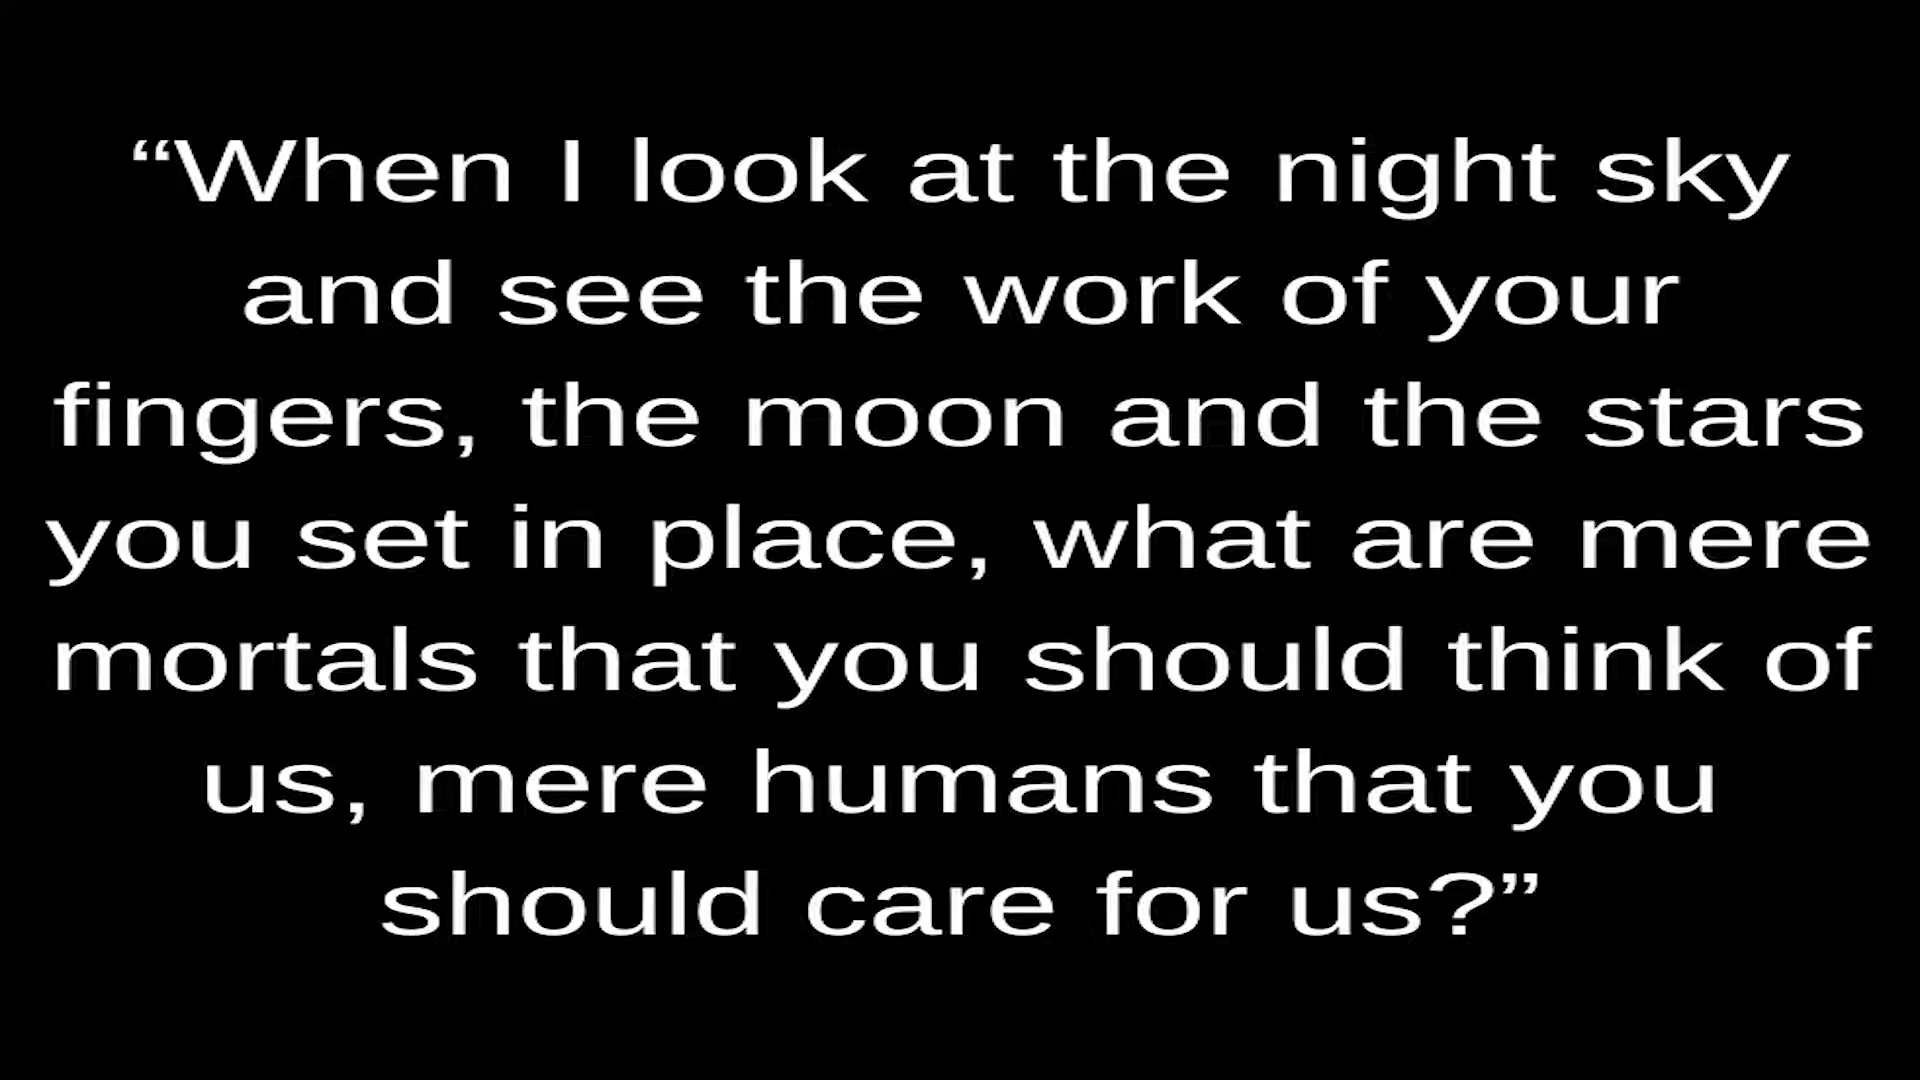 “When I look at the night sky
and see the work of your
fingers, the moon and the stars
you set in place, what are mere
mortals that you should think of
us, mere humans that you
should care for us?”